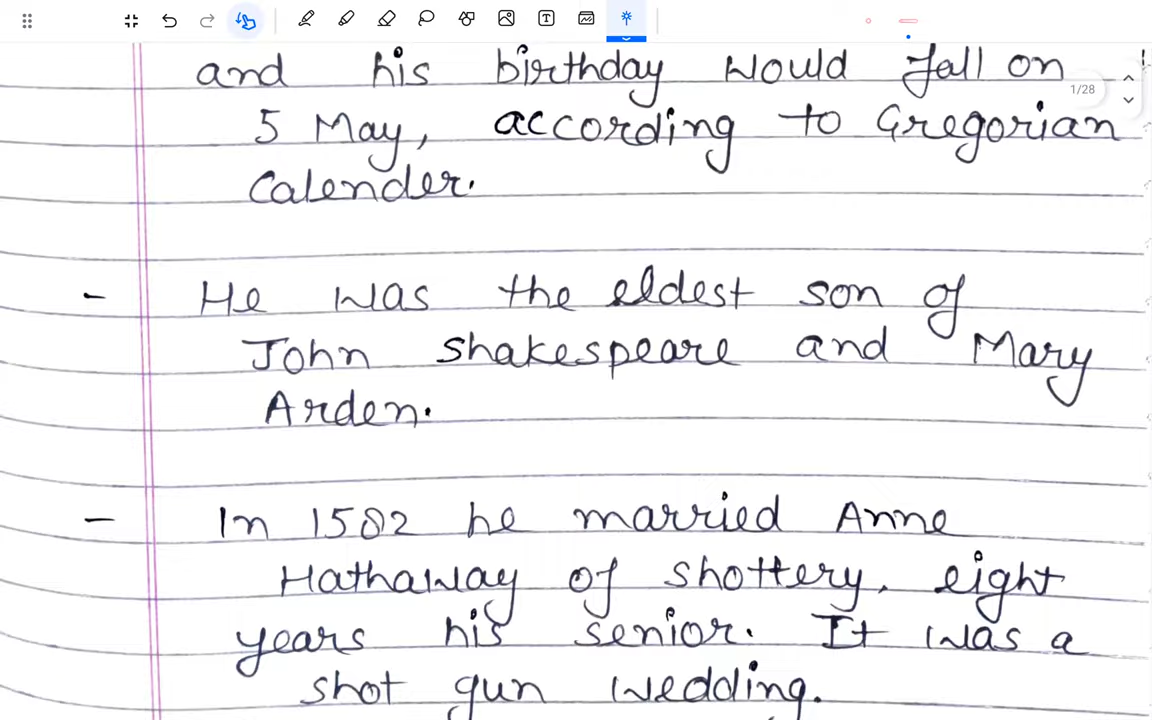 1/28
and his birthday would fall on
5 May, according to Gregorian
Calender.
- He was the eldest son of
John Shakespeare and Mary
Arden.
- In 1582 he married Anne
Hathaway of Shottery. eight
years his senior. It was a
shot gun wedding.